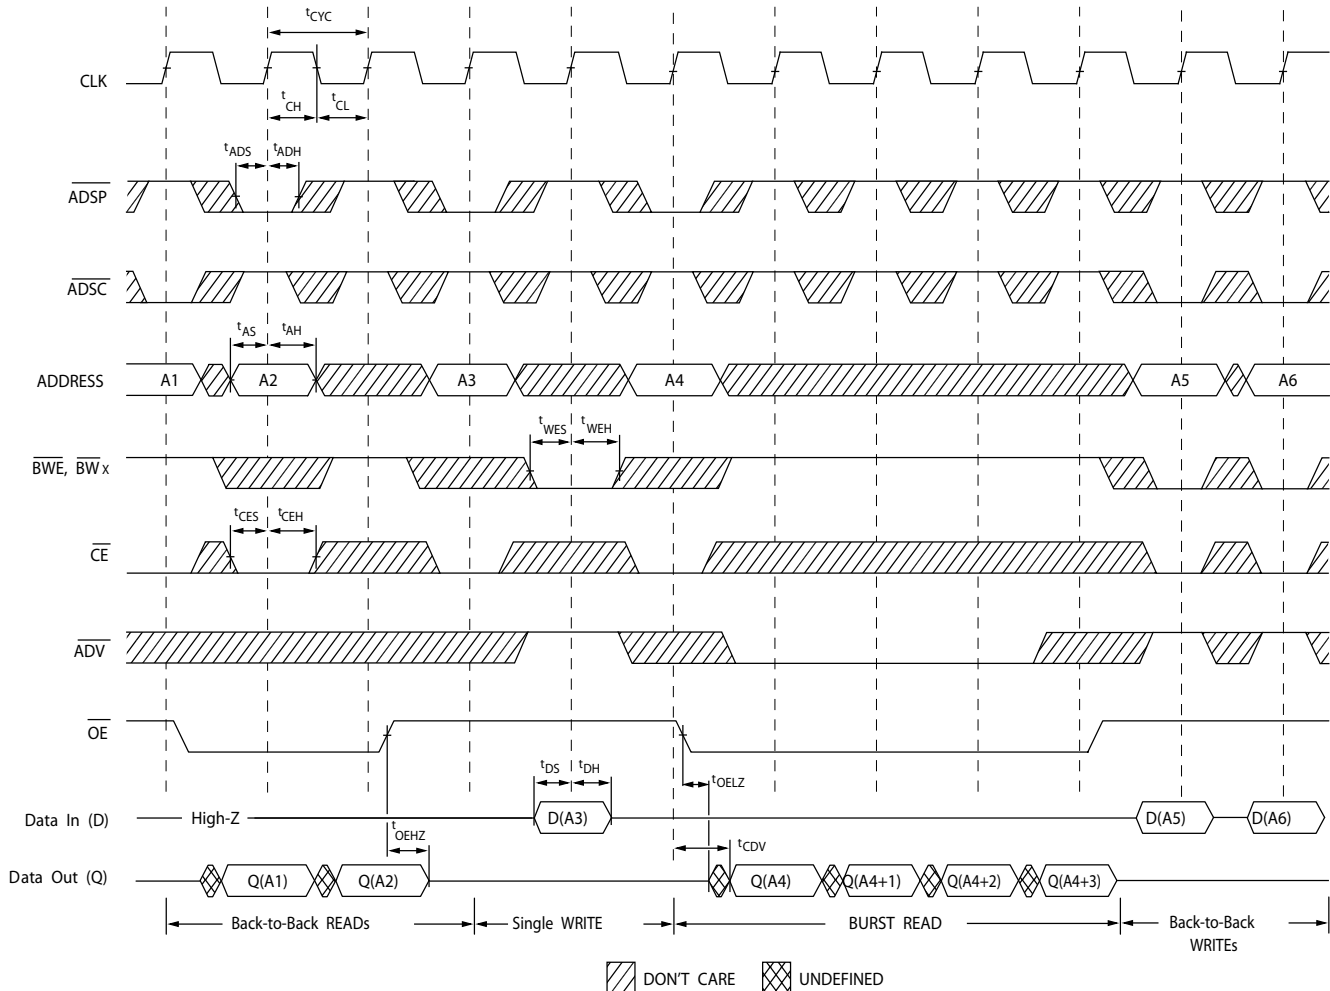 tCYC
CLK
tCH
tCL
tADS
tADH
ADSP
ADSC
tAS
tAH
ADDRESS
A1
A2
A3
A4
A5
A6
tWES
tWEH
BWE, BW x
tCES
tCEH
CE
ADV
OE
tDS
tDH
tOELZ
Data In (D)
High-Z
D(A3)
D(A5)
D(A6)
tOEHZ
tCDV
Data Out (Q)
Q(A1)
Q(A2)
Q(A4)
Q(A4+1)
Q(A4+2)
Q(A4+3)
Back-to-Back READs
Single WRITE
BURST READ
Back-to-Back
WRITEs
DON'T CARE
UNDEFINED